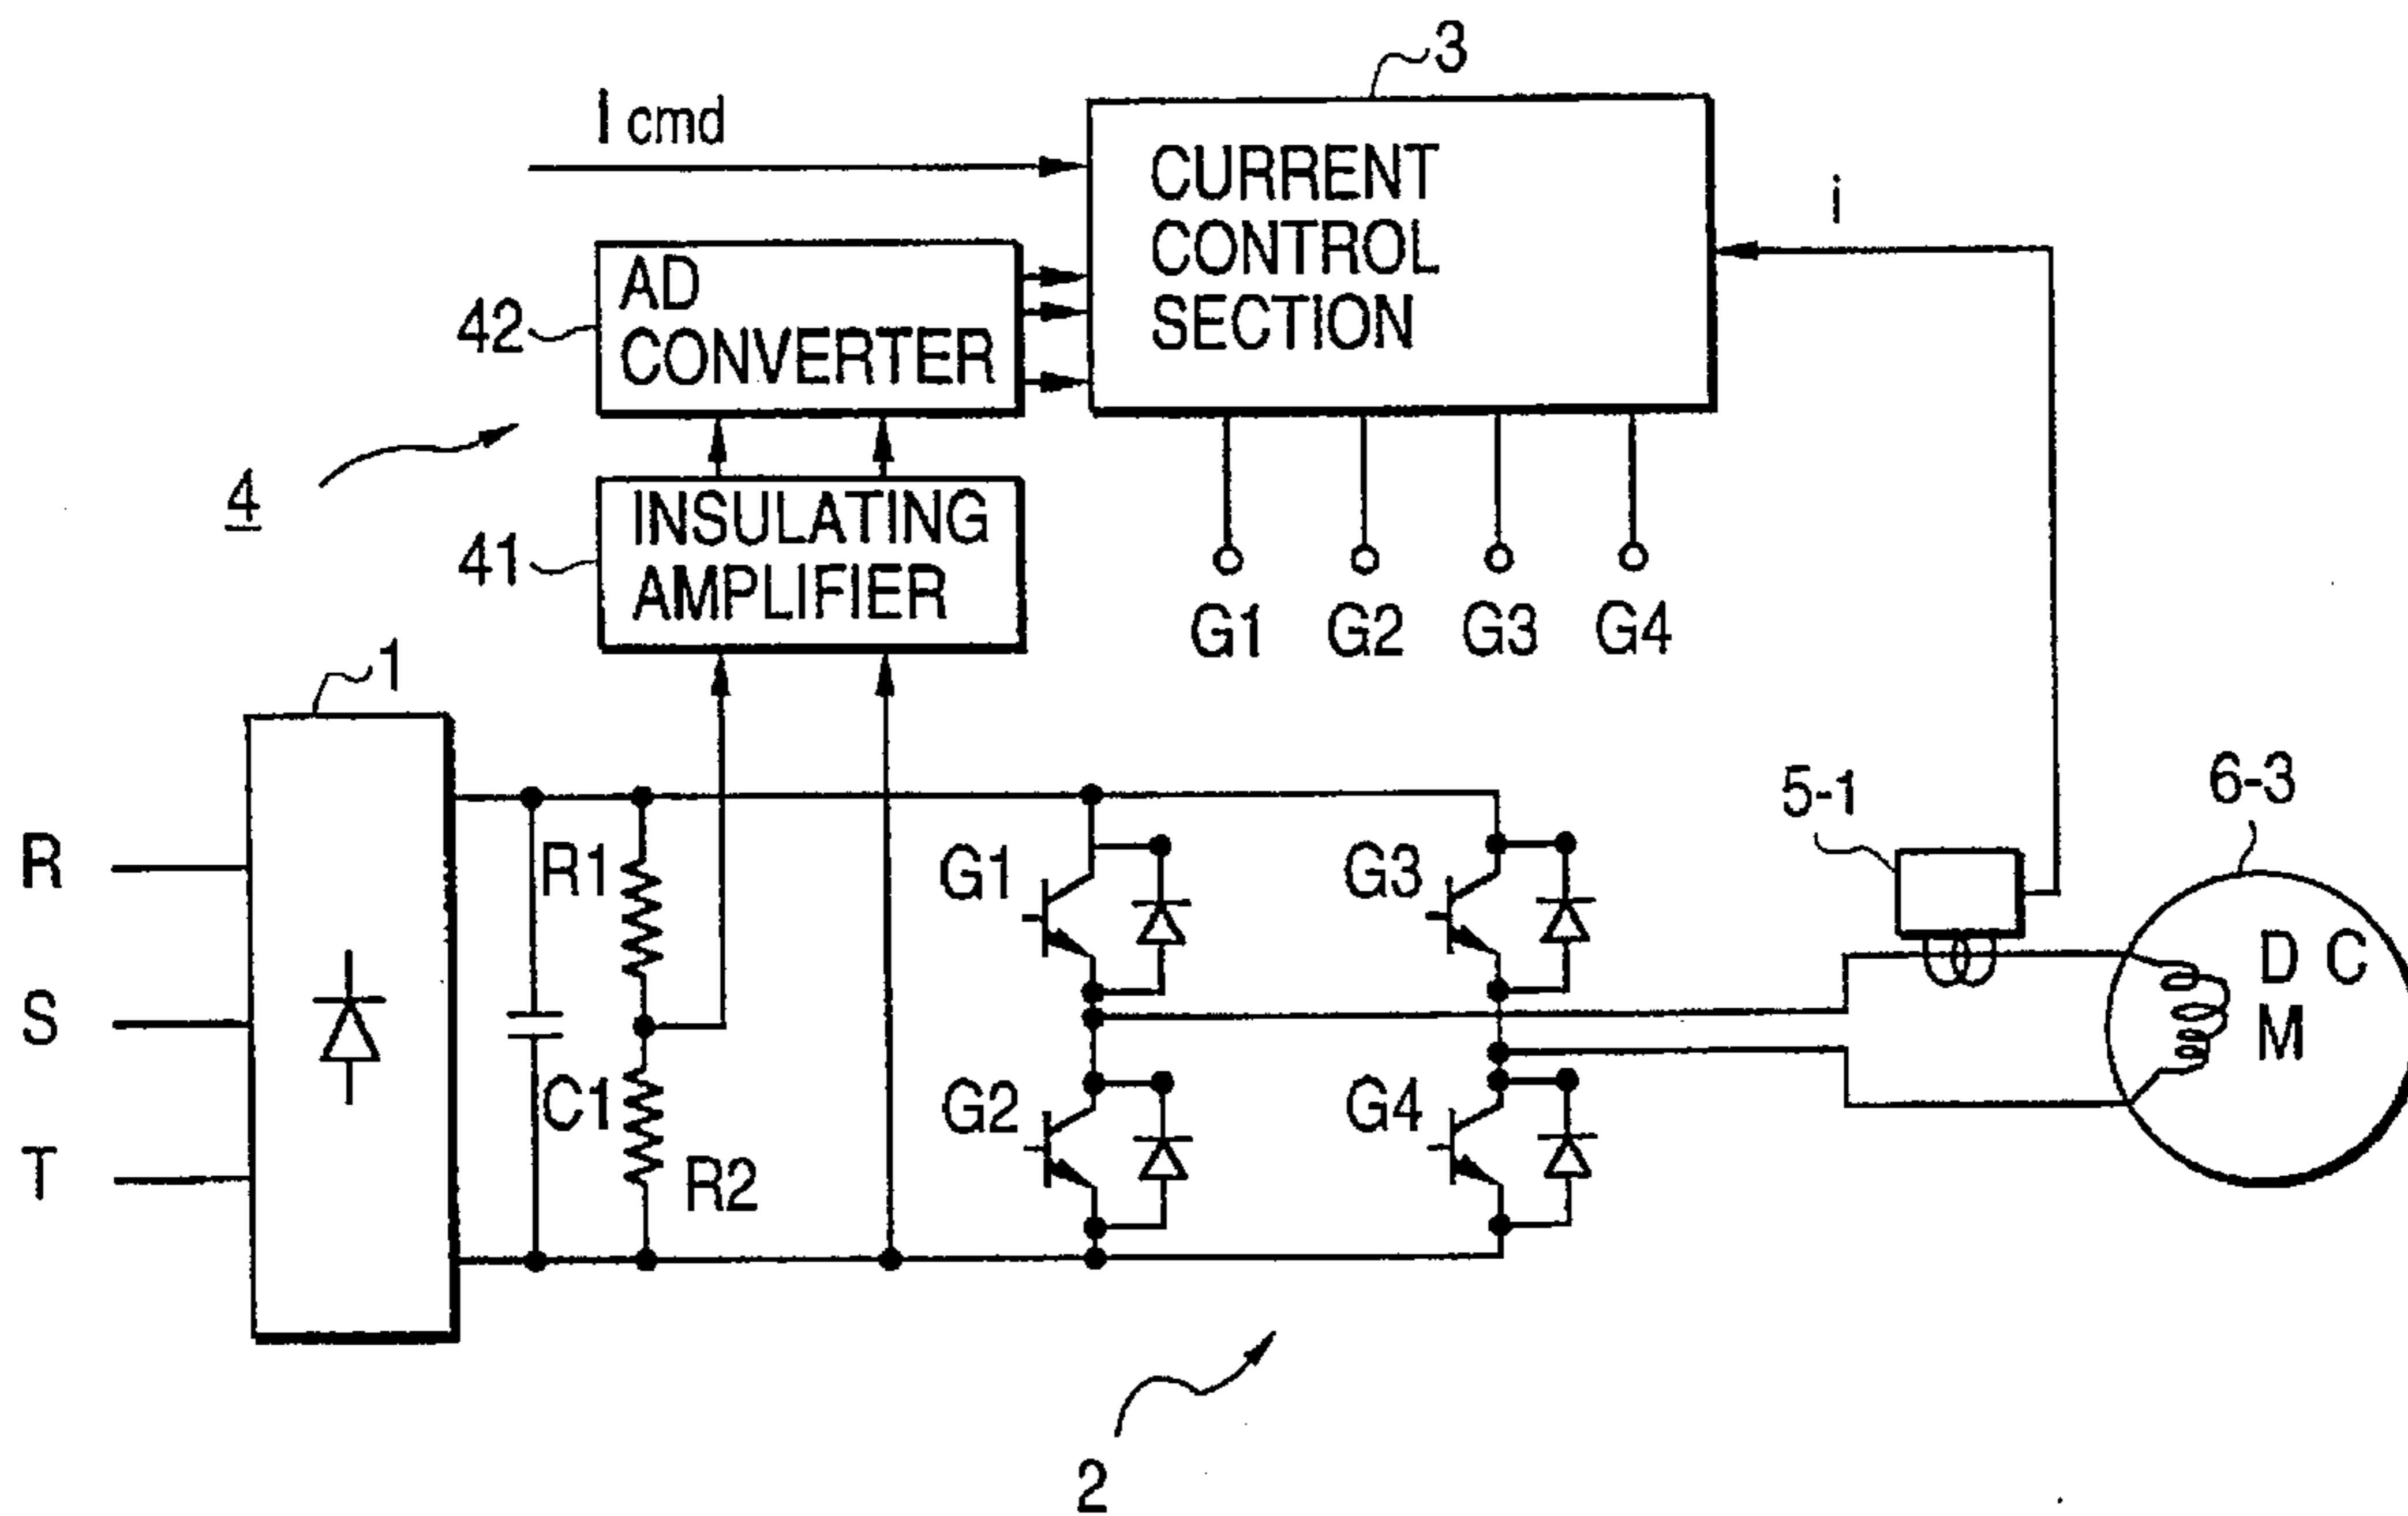 3
I cmd
CURRENT
CONTROL
SECTION
i
AD
CONVERTER
42
4
INSULATING
AMPLIFIER
41
G1 G2 G3 G4
1
5-1
6-3
R
R1
G1
G3
D C
M
S
C1
G2
G4
T
R2
2